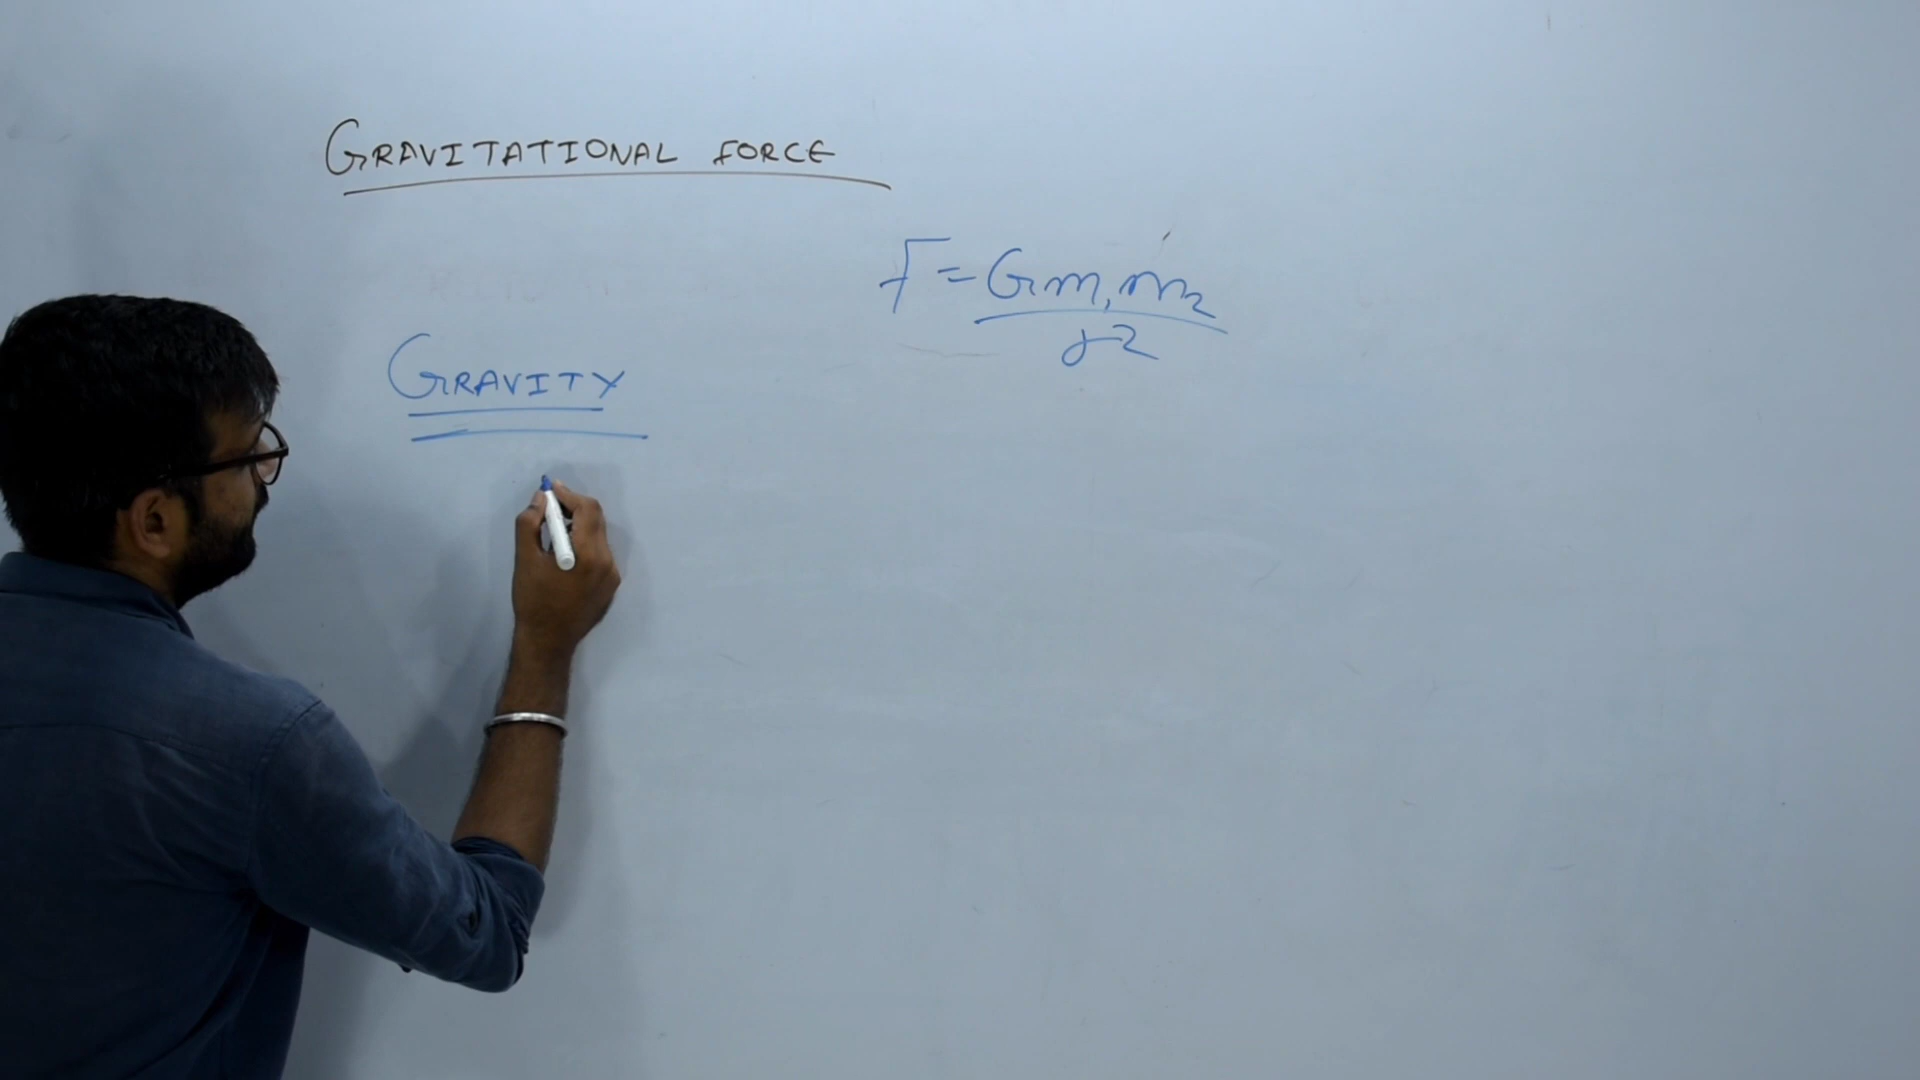 GRAVITATIONAL FORCE
F = Gm₁m₂
r²
GRAVITY